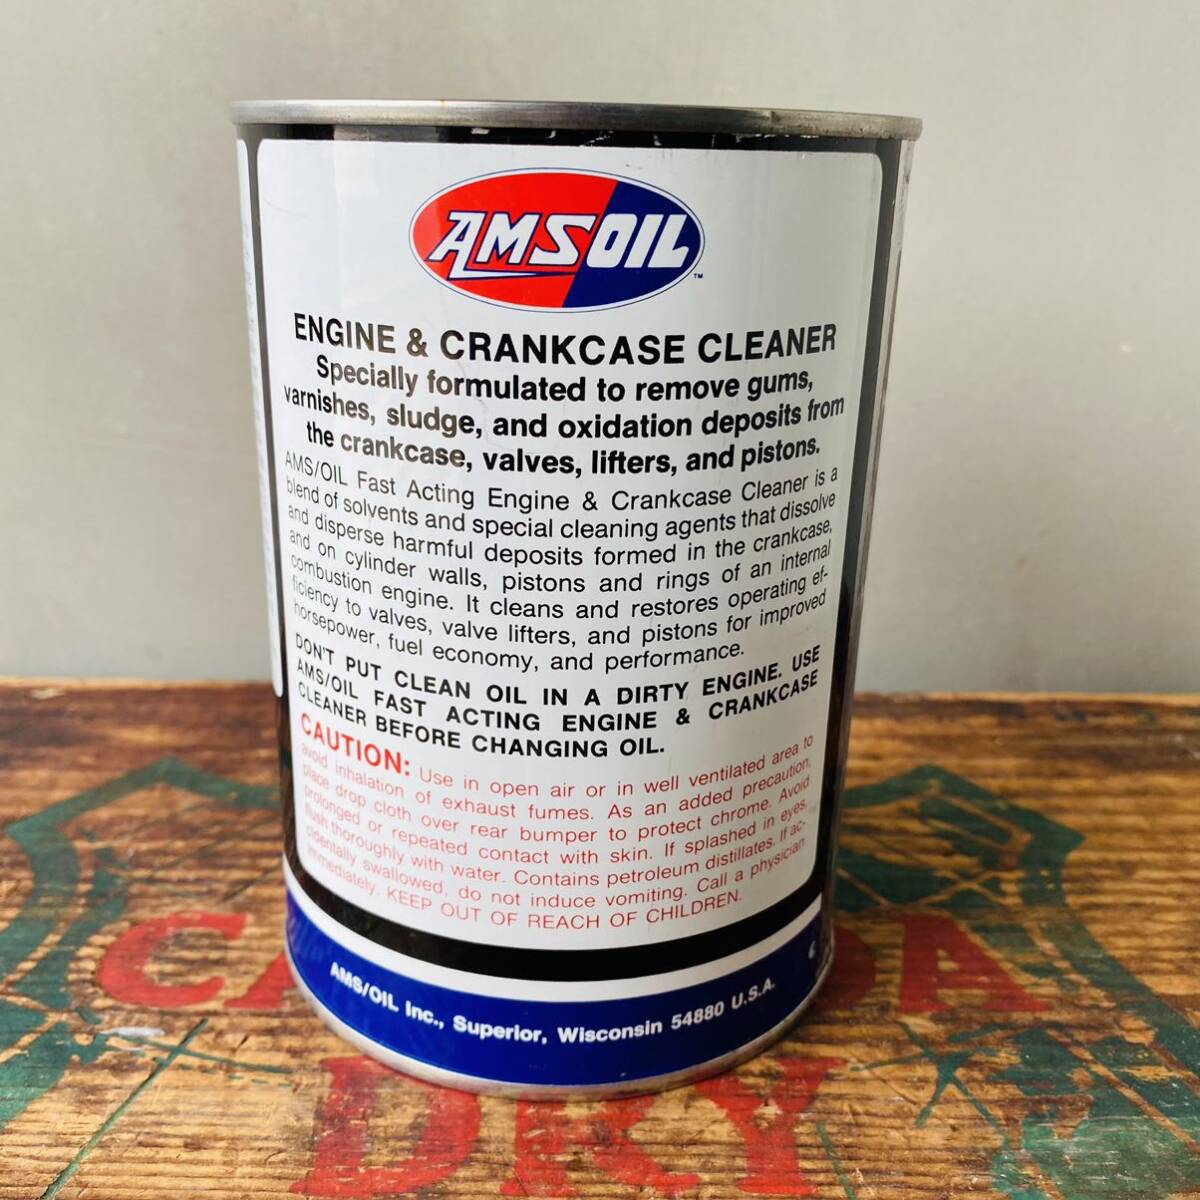 AMSOIL
™
ENGINE & CRANKCASE CLEANER
Specially formulated to remove gums,
varnishes, sludge, and oxidation deposits from
the crankcase, valves, lifters, and pistons.
AMS/OIL Fast Acting Engine & Crankcase Cleaner is a
blend of solvents and special cleaning agents that dissolve
and disperse harmful deposits formed in the crankcase,
and on cylinder walls, pistons and rings of an internal
combustion engine. It cleans and restores operating ef-
ficiency to valves, valve lifters, and pistons for improved
horsepower, fuel economy, and performance.
DON'T PUT CLEAN OIL IN A DIRTY ENGINE. USE
AMS/OIL FAST ACTING ENGINE & CRANKCASE
CLEANER BEFORE CHANGING OIL.
CAUTION: Use in open air or in well ventilated area to
avoid inhalation of exhaust fumes. As an added precaution,
place drop cloth over rear bumper to protect chrome. Avoid
prolonged or repeated contact with skin. If splashed in eyes,
flush thoroughly with water. Contains petroleum distillates. If ac-
cidentally swallowed, do not induce vomiting. Call a physician
immediately. KEEP OUT OF REACH OF CHILDREN.
AMS/OIL Inc., Superior, Wisconsin 54880 U.S.A.
DRY